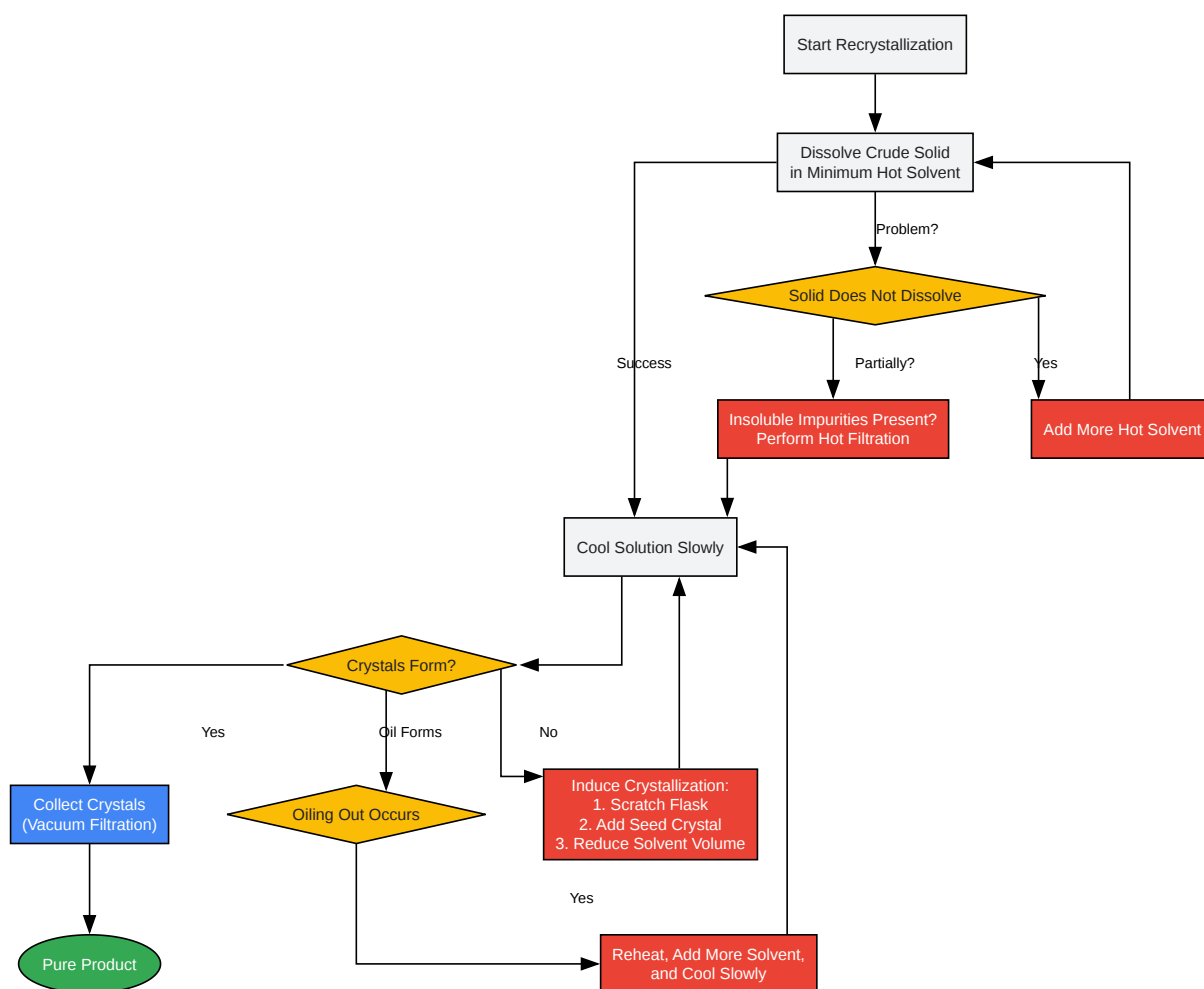 Start Recrystallization
Dissolve Crude Solid
in Minimum Hot Solvent
Problem?
Solid Does Not Dissolve
Success
Partially?
Yes
Insoluble Impurities Present?
Perform Hot Filtration
Add More Hot Solvent
Cool Solution Slowly
Crystals Form?
Yes
Oil Forms
No
Collect Crystals
(Vacuum Filtration)
Oiling Out Occurs
Induce Crystallization:
1. Scratch Flask
2. Add Seed Crystal
3. Reduce Solvent Volume
Yes
Pure Product
Reheat, Add More Solvent,
and Cool Slowly